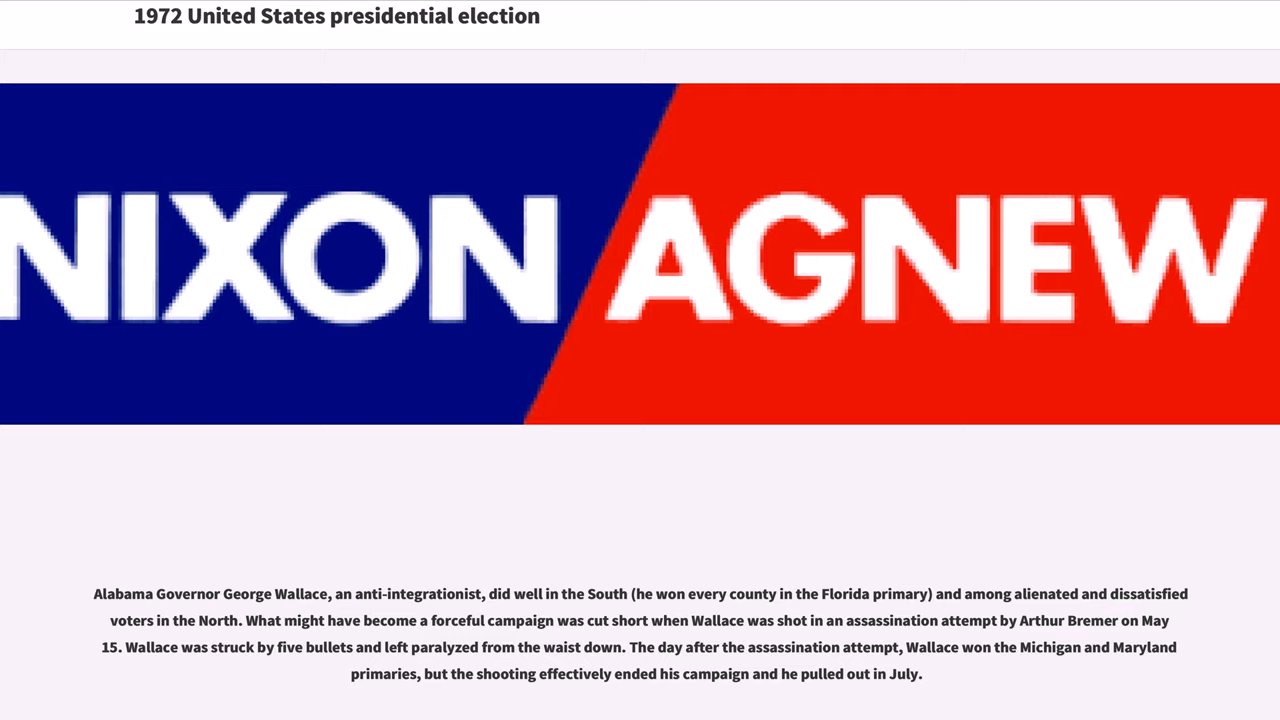 1972 United States presidential election
NIXON AGNEW
Alabama Governor George Wallace, an anti-integrationist, did well in the South (he won every county in the Florida primary) and among alienated and dissatisfied
voters in the North. What might have become a forceful campaign was cut short when Wallace was shot in an assassination attempt by Arthur Bremer on May
15. Wallace was struck by five bullets and left paralyzed from the waist down. The day after the assassination attempt, Wallace won the Michigan and Maryland
primaries, but the shooting effectively ended his campaign and he pulled out in July.